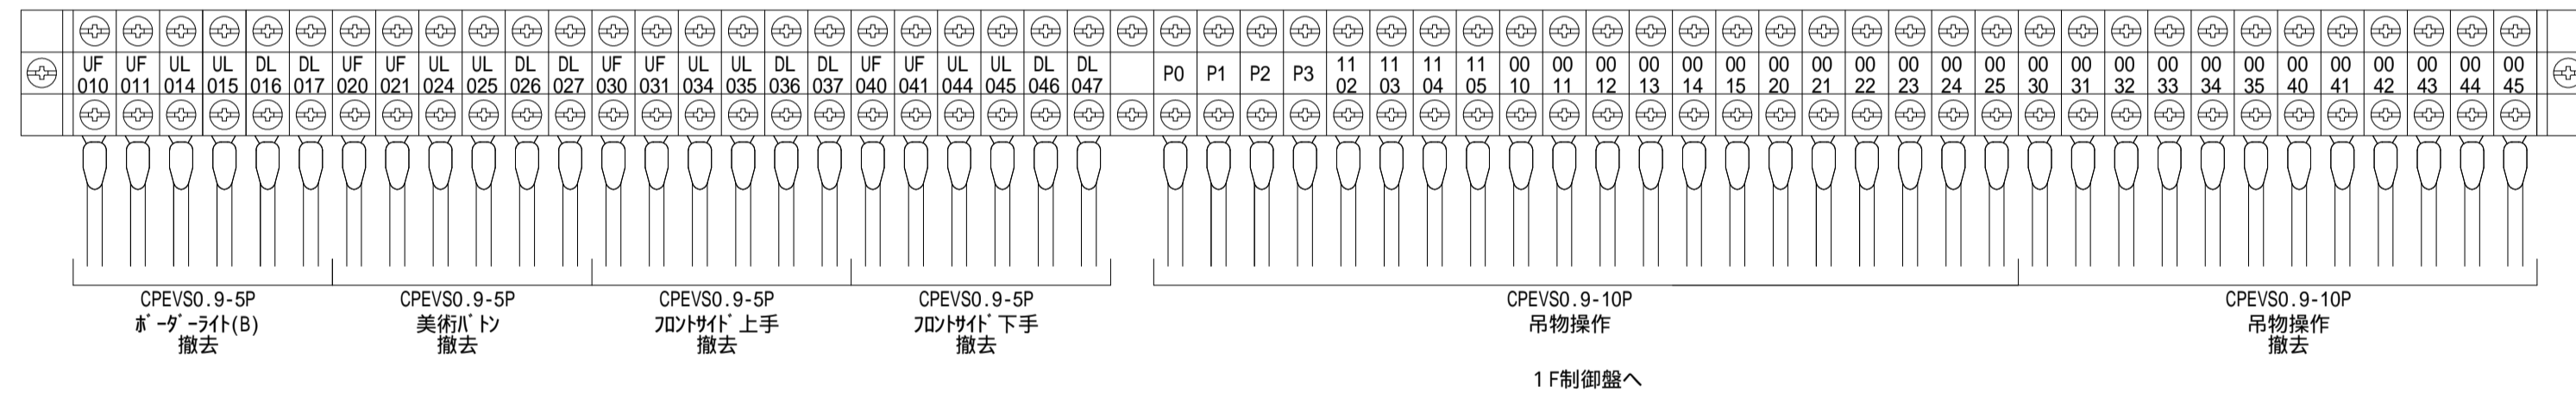 UF UF UL UL DL DL UF UF UL UL DL DL UF UF UL UL DL DL UF UF UL UL DL DL P0 P1 P2 P3 11 11 11 11 00 00 00 00 00 00 00 00 00 00 00 00 00 00 00 00 00 00 00 00 00 00 00 00
010 011 014 015 016 017 020 021 024 025 026 027 030 031 034 035 036 037 040 041 044 045 046 047 02 03 04 05 10 11 12 13 14 15 20 21 22 23 24 25 30 31 32 33 34 35 40 41 42 43 44 45
CPEVS0.9-5P CPEVS0.9-5P CPEVS0.9-5P CPEVS0.9-5P CPEVS0.9-10P CPEVS0.9-10P
ﾎﾞｰﾀﾞｰﾗｲﾄ(B) 美術ﾊﾞﾄﾝ ﾌﾛﾝﾄｻｲﾄﾞ上手 ﾌﾛﾝﾄｻｲﾄﾞ下手 吊物操作 吊物操作
撤去 撤去 撤去 撤去 撤去
1F制御盤へ